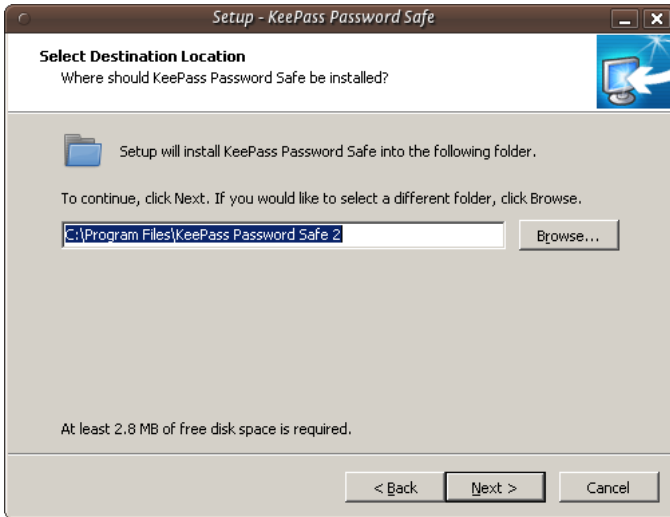 Setup - KeePass Password Safe
Select Destination Location
Where should KeePass Password Safe be installed?
Setup will install KeePass Password Safe into the following folder.
To continue, click Next. If you would like to select a different folder, click Browse.
C:\Program Files\KeePass Password Safe 2
Browse...
At least 2.8 MB of free disk space is required.
< Back
Next >
Cancel